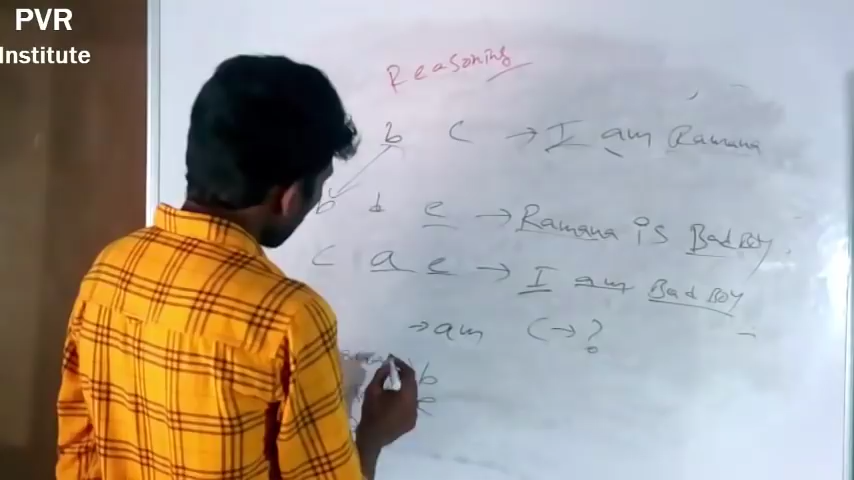 PVR
Institute
Reasoning
b c → I am Ramana
b d e → Ramana is Bad Boy
c a e → I am Bad Boy
→ am C → ?
b
e